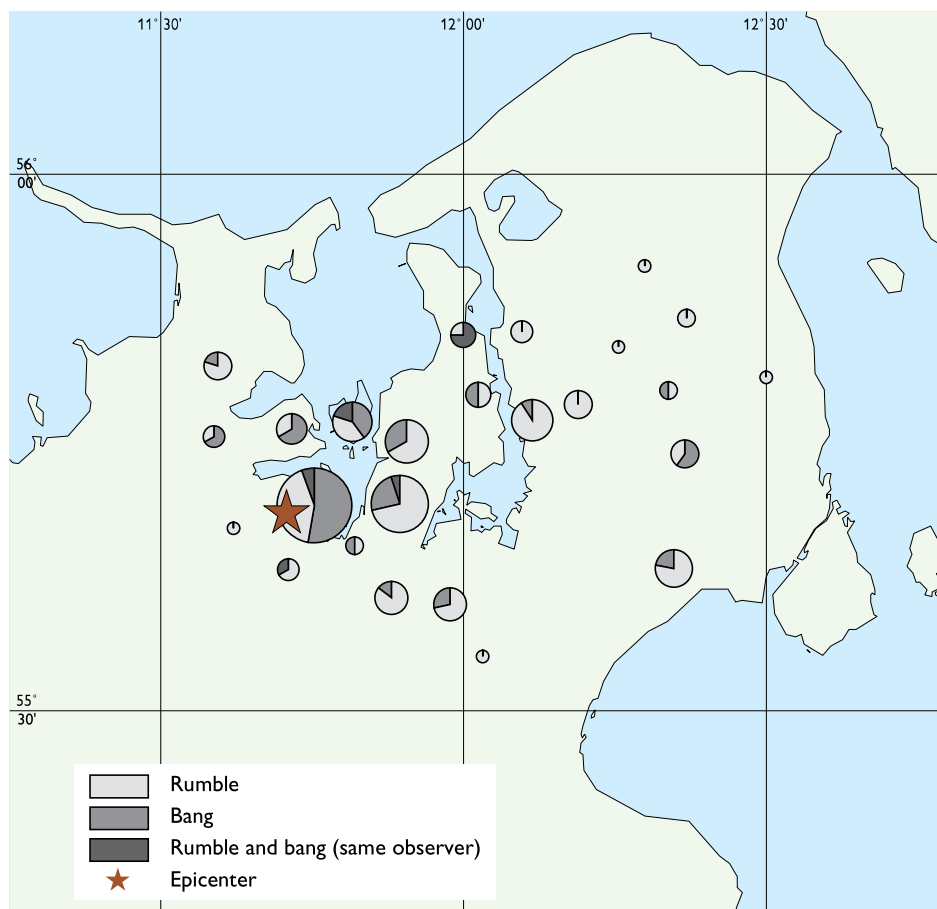 11° 30' 12° 00' 12° 30'
56°
00'
55°
30'
Rumble
Bang
Rumble and bang (same observer)
Epicenter